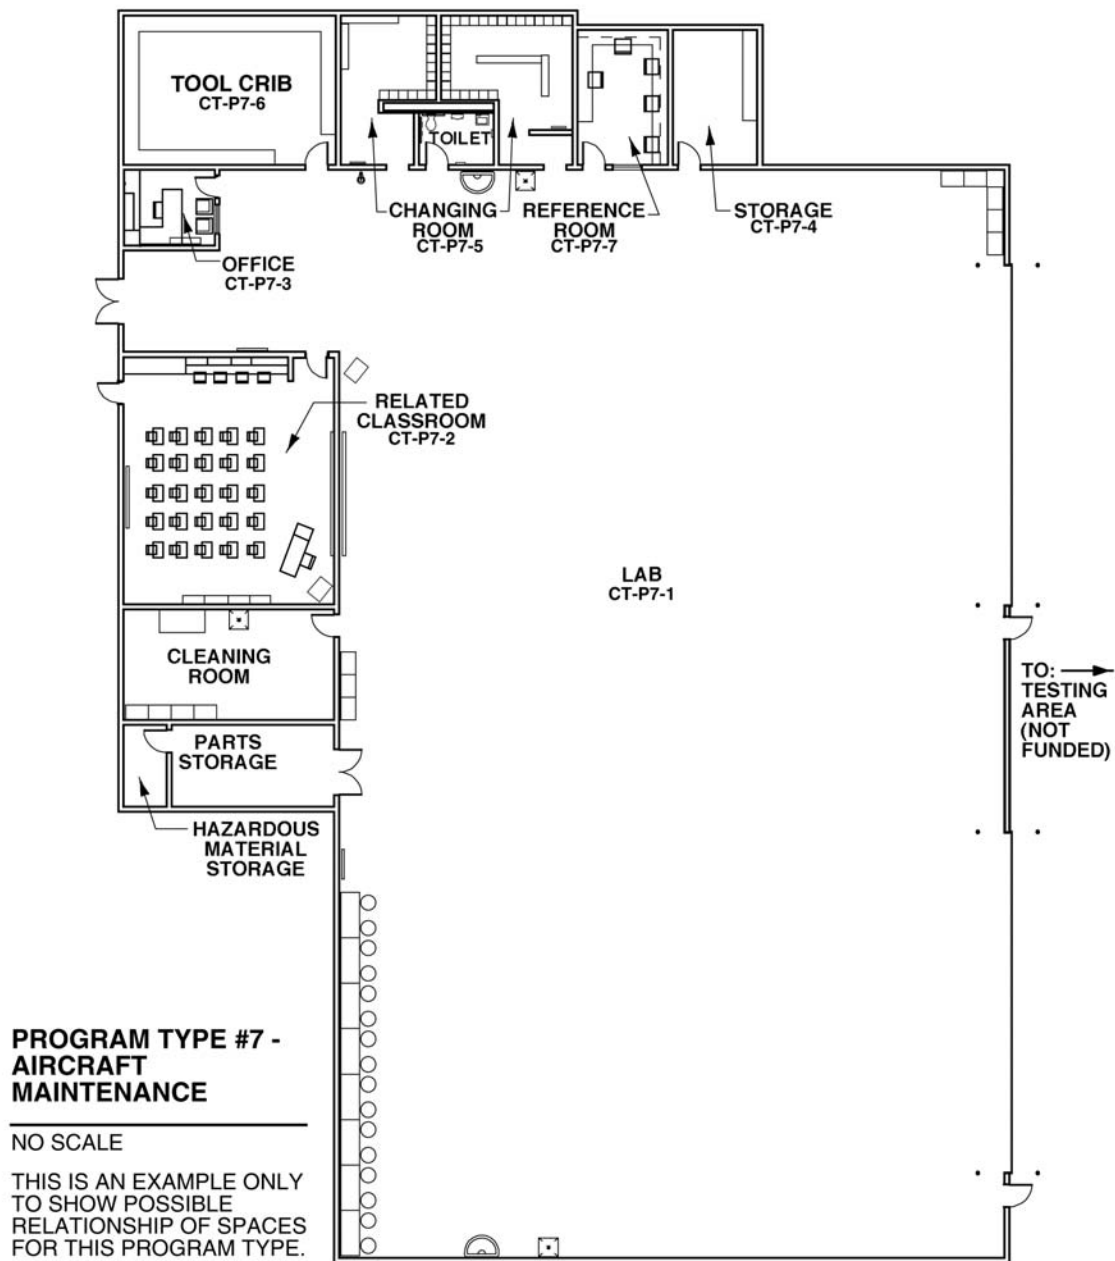 TOOL CRIB
CT-P7-6
TOILET
CHANGING
ROOM
CT-P7-5
REFERENCE
ROOM
CT-P7-7
STORAGE
CT-P7-4
OFFICE
CT-P7-3
RELATED
CLASSROOM
CT-P7-2
LAB
CT-P7-1
CLEANING
ROOM
TO:
TESTING
AREA
(NOT
FUNDED)
PARTS
STORAGE
HAZARDOUS
MATERIAL
STORAGE
PROGRAM TYPE #7 -
AIRCRAFT
MAINTENANCE
NO SCALE
THIS IS AN EXAMPLE ONLY
TO SHOW POSSIBLE
RELATIONSHIP OF SPACES
FOR THIS PROGRAM TYPE.